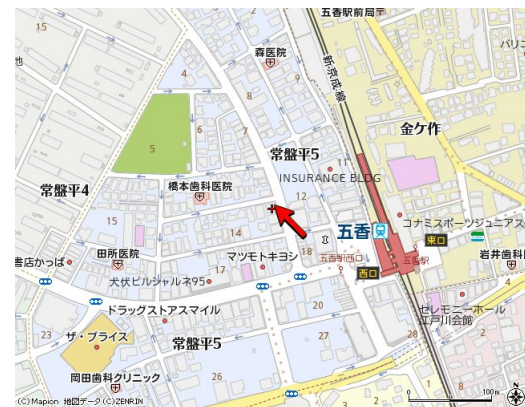 五香駅前局
15
4
森医院
新京成線
4
8
金ケ作
6
7
常盤平5
5
11
INSURANCE BLDG
常盤平4
橋本歯科医院
12
15
14
コナミスポーツジュニアス
田所医院
五香
東口
17
18
五香駅西口
五香駅
書店かっぱ
マツモトキヨシ
岩井歯科
犬伏ビルシャルネ95
西口
ドラッグストアスマイル
20
セレモニーホール
江戸川会館
23
ザ・プライス
常盤平5
27
28
岡田歯科クリニック
26
(C) Mapion 地図データ(C)ZENRIN
0
100m